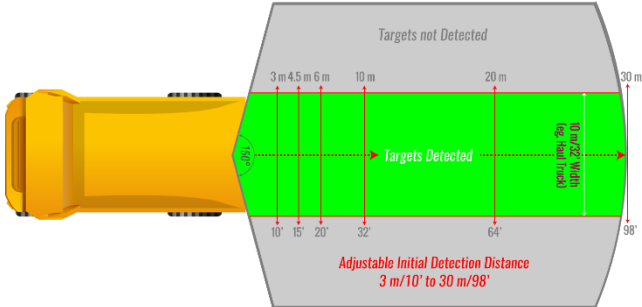 Targets not Detected
3 m 4.5 m 6 m 10 m 20 m 30 m
150°
Targets Detected
10 m/32' Width
(eg. Haul Truck)
10' 15' 20' 32' 64' 98'
Adjustable Initial Detection Distance
3 m/10' to 30 m/98'